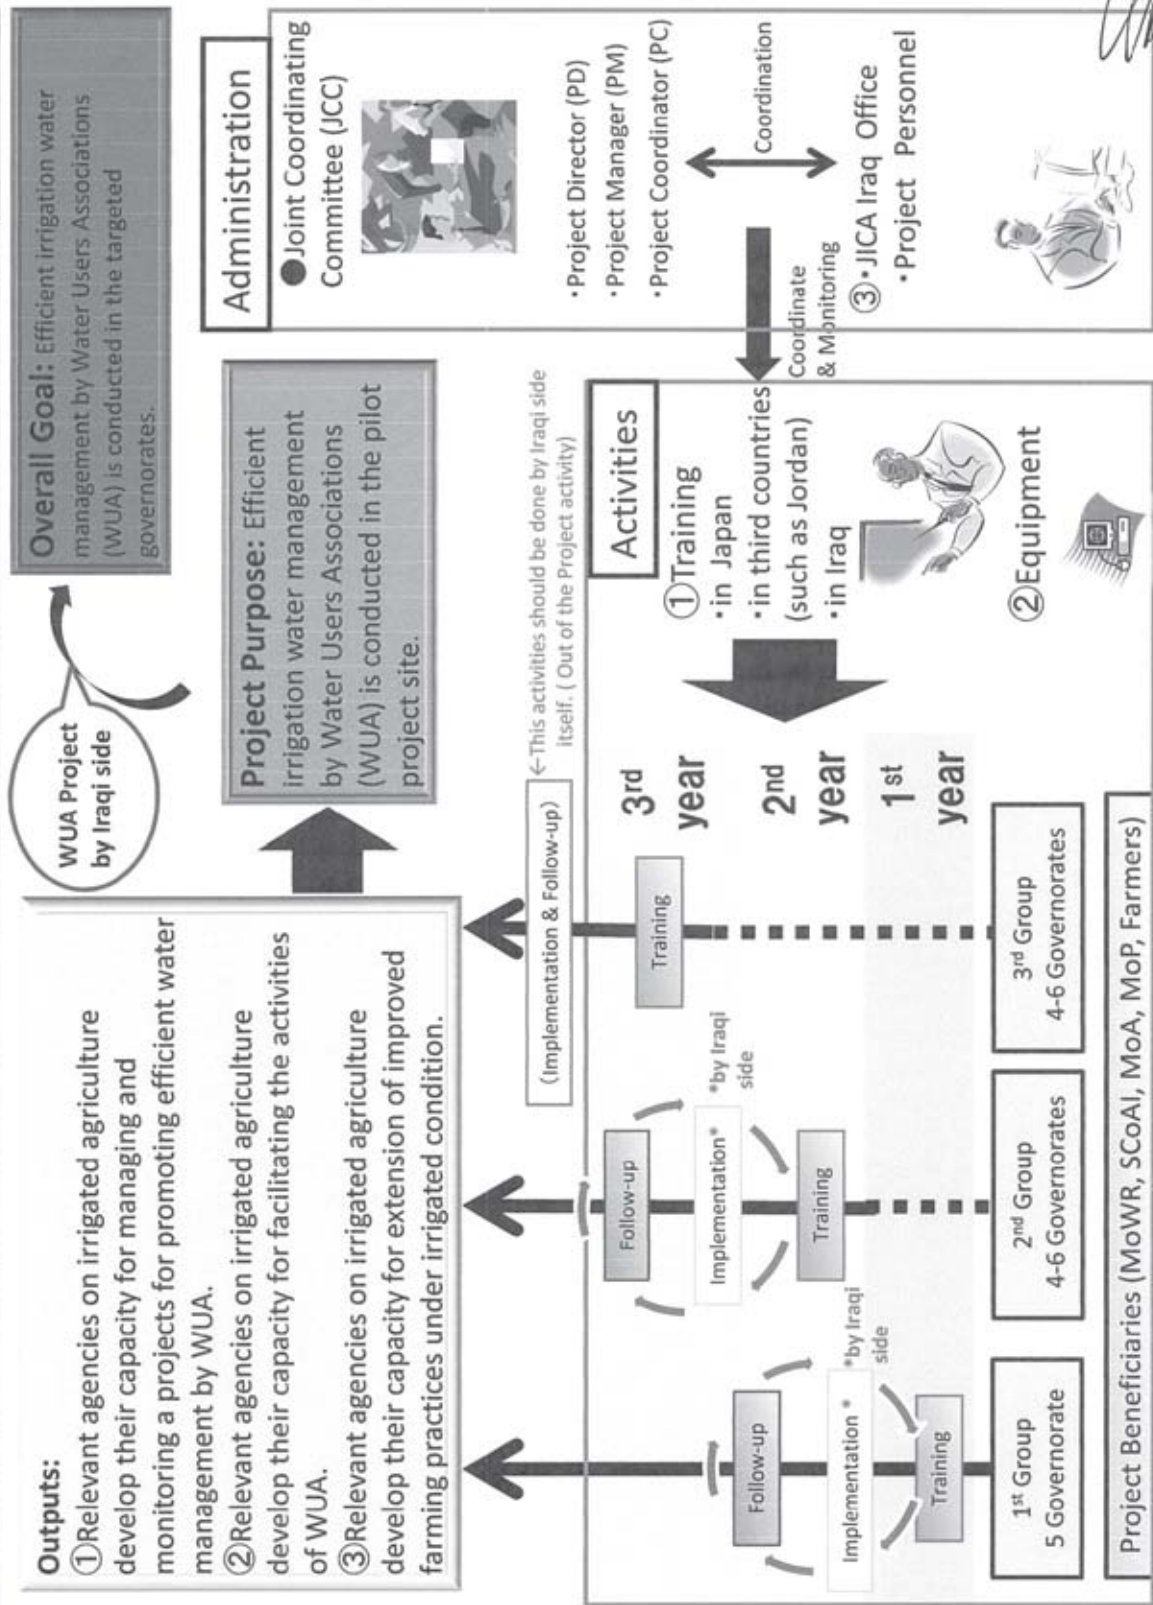 Overall Goal: Efficient irrigation water
management by Water Users Associations
(WUA) is conducted in the targeted
governorates.
WUA Project
by Iraqi side
Outputs:
①Relevant agencies on irrigated agriculture
develop their capacity for managing and
monitoring a projects for promoting efficient water
management by WUA.
②Relevant agencies on irrigated agriculture
develop their capacity for facilitating the activities
of WUA.
③Relevant agencies on irrigated agriculture
develop their capacity for extension of improved
farming practices under irrigated condition.
Project Purpose: Efficient
irrigation water management
by Water Users Associations
(WUA) is conducted in the pilot
project site.
Administration
●Joint Coordinating
Committee (JCC)
・Project Director (PD)
・Project Manager (PM)
・Project Coordinator (PC)
Coordination
③・JICA Iraq Office
・Project Personnel
Coordinate
& Monitoring
(Implementation & Follow-up)
←This activities should be done by Iraqi side
itself. ( Out of the Project activity)
Activities
①Training
・in Japan
・in third countries
(such as Jordan)
・in Iraq
②Equipment
3rd
year
2nd
year
1st
year
Follow-up
Implementation *
Training
*by Iraqi
side
Follow-up
Implementation*
Training
*by Iraqi
side
Training
1st Group
5 Governorate
2nd Group
4-6 Governorates
3rd Group
4-6 Governorates
Project Beneficiaries (MoWR, SCoAI, MoA, MoP, Farmers)